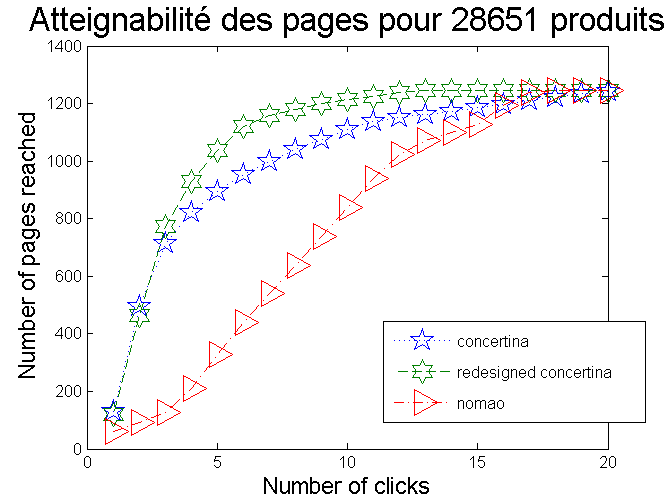 Atteignabilité des pages pour 28651 produits
1400
1200
1000
800
600
400
200
0
Number of pages reached
0 5 10 15 20
Number of clicks
concertina
redesigned concertina
nomao